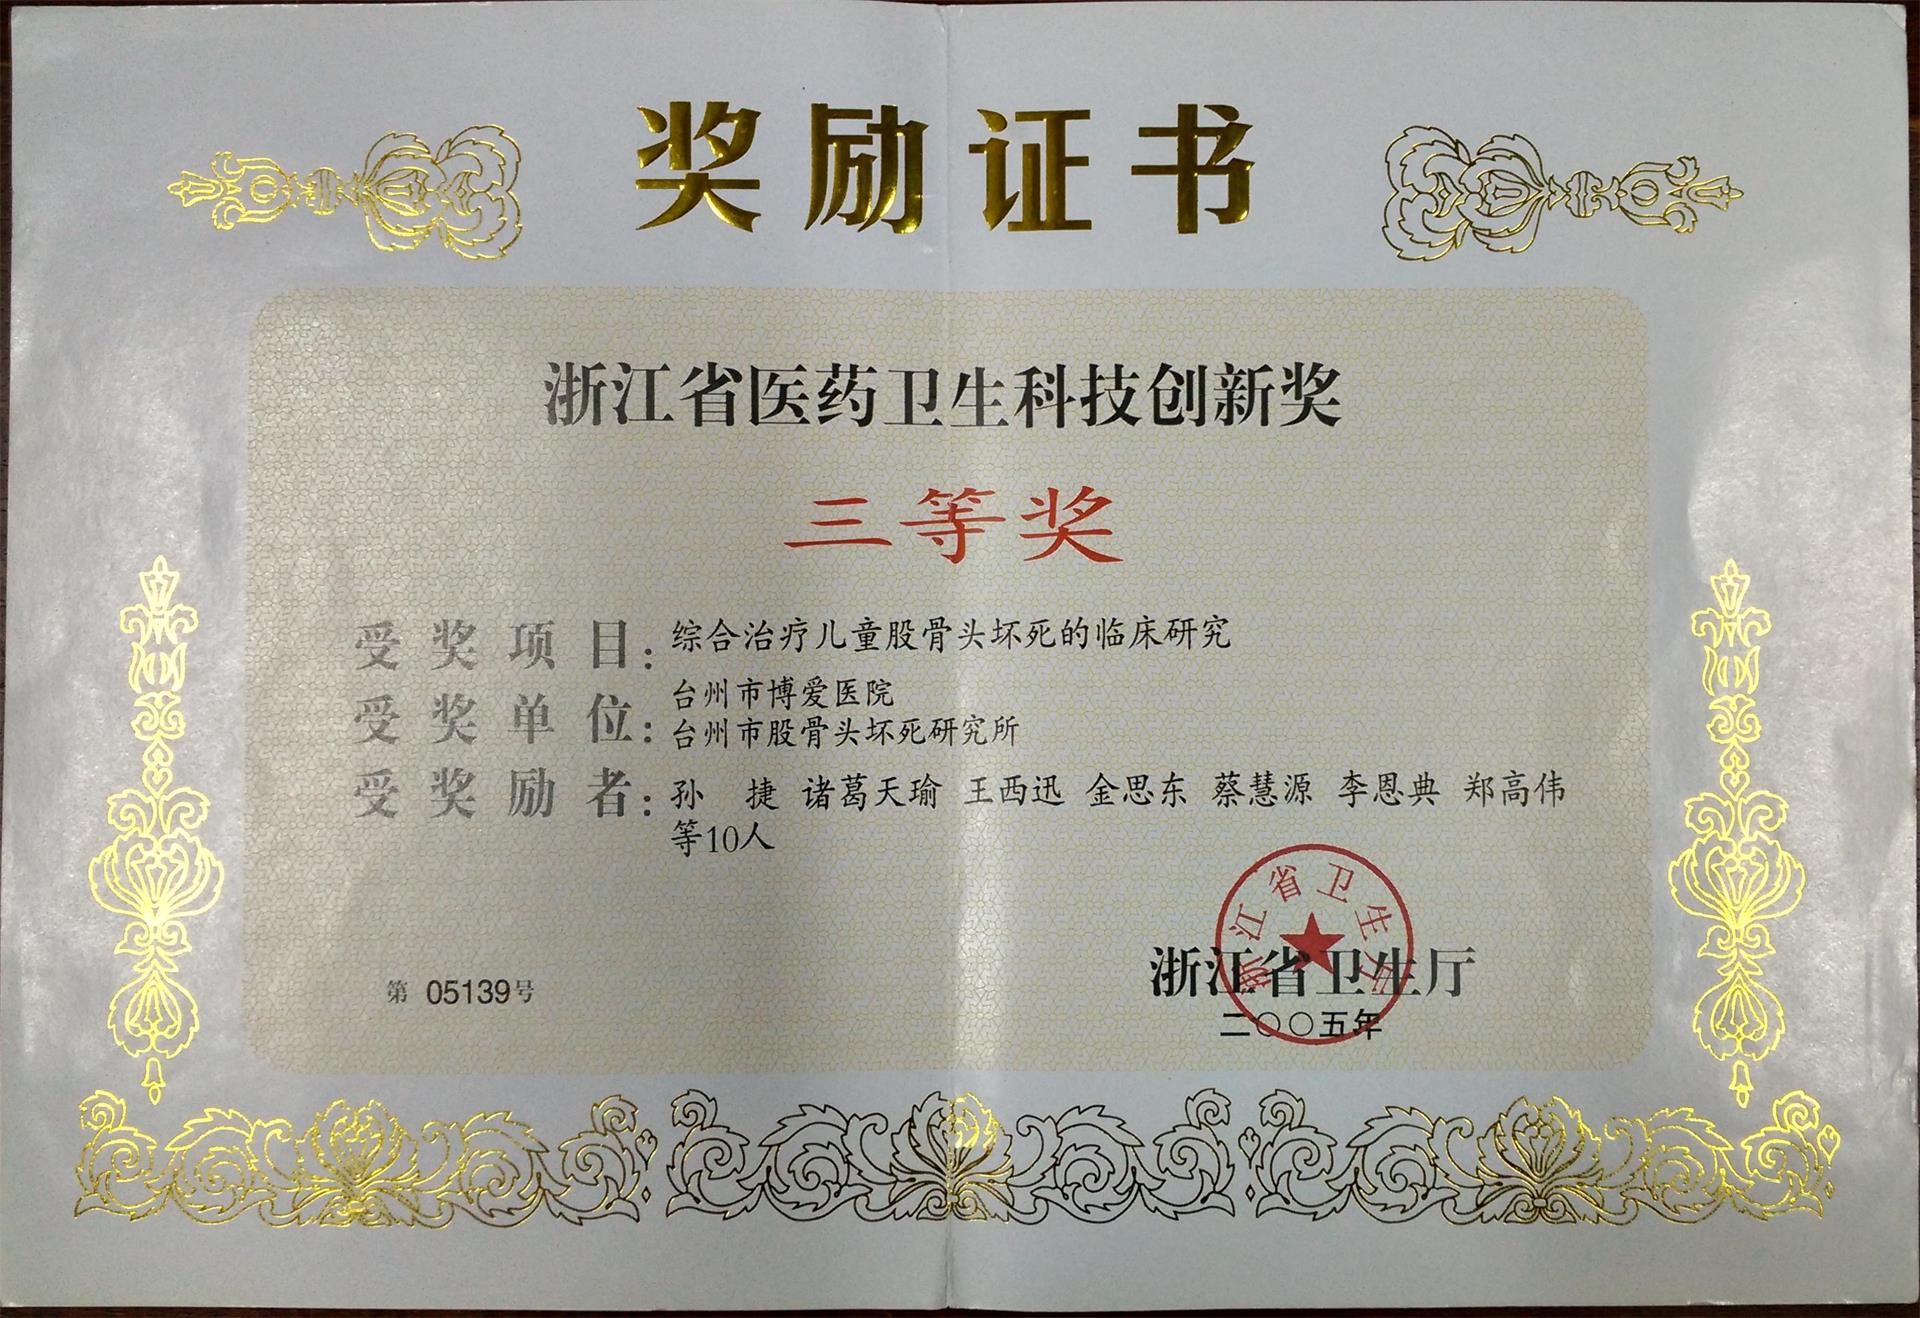 奖励证书
浙江省医药卫生科技创新奖
三等奖
受奖项目：综合治疗儿童股骨头坏死的临床研究
受奖单位：台州市博爱医院
台州市股骨头坏死研究所
受奖励者：孙 捷 诸葛天瑜 王西迅 金思东 蔡慧源 李恩典 郑高伟
等10人
浙江省卫生厅
第 05139号
浙江省卫生厅
二〇〇五年